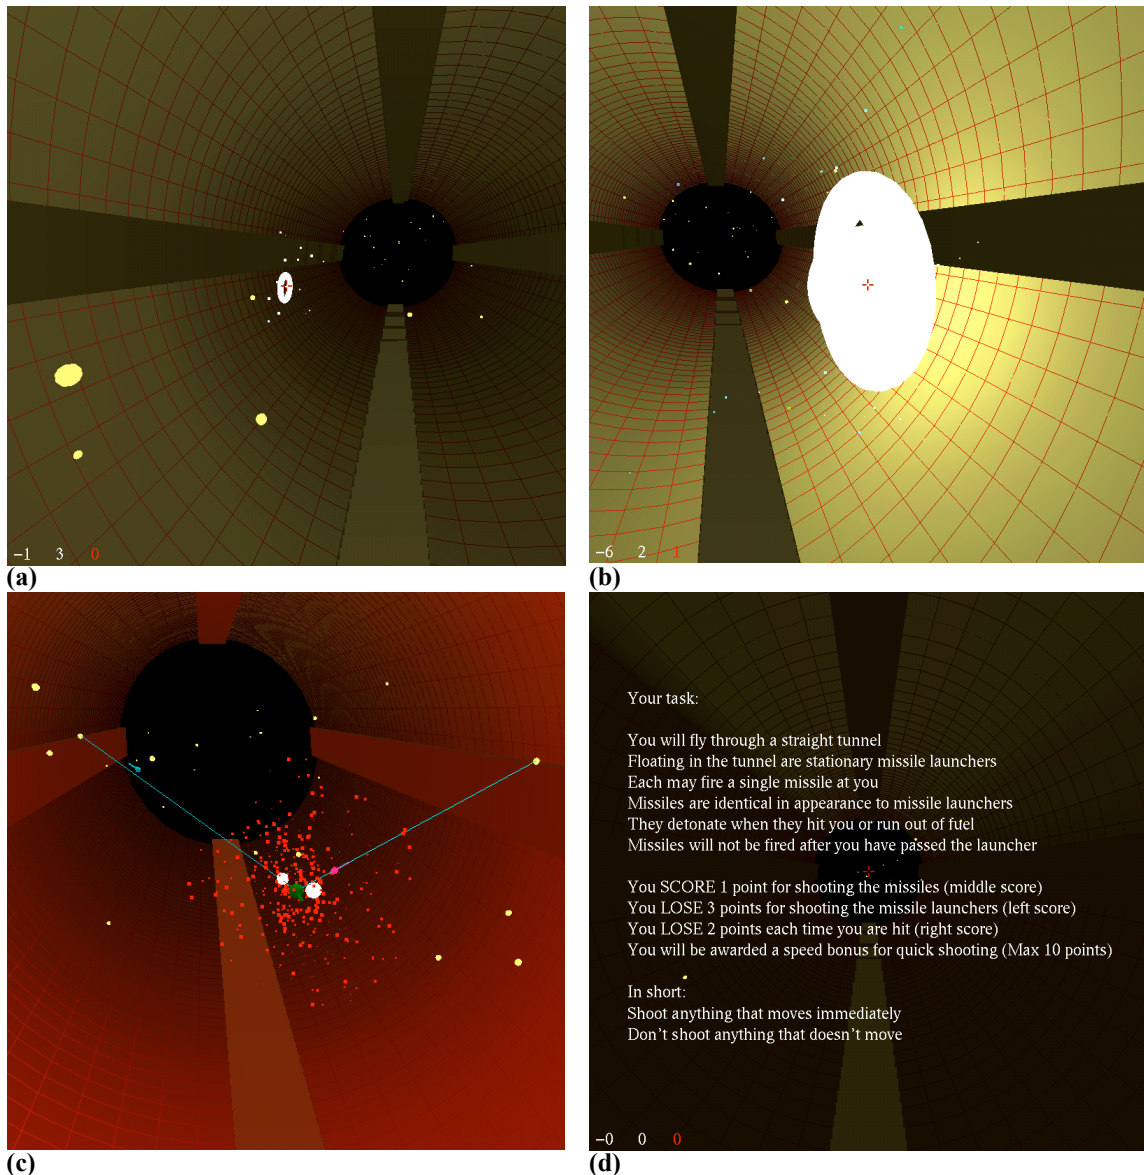 −1 3 0
(a)
−6 2 1
(b)
(c)
Your task:
You will fly through a straight tunnel
Floating in the tunnel are stationary missile launchers
Each may fire a single missile at you
Missiles are identical in appearance to missile launchers
They detonate when they hit you or run out of fuel
Missiles will not be fired after you have passed the launcher
You SCORE 1 point for shooting the missiles (middle score)
You LOSE 3 points for shooting the missile launchers (left score)
You LOSE 2 points each time you are hit (right score)
You will be awarded a speed bonus for quick shooting (Max 10 points)
In short:
Shoot anything that moves immediately
Don't shoot anything that doesn't move
−0 0 0
(d)